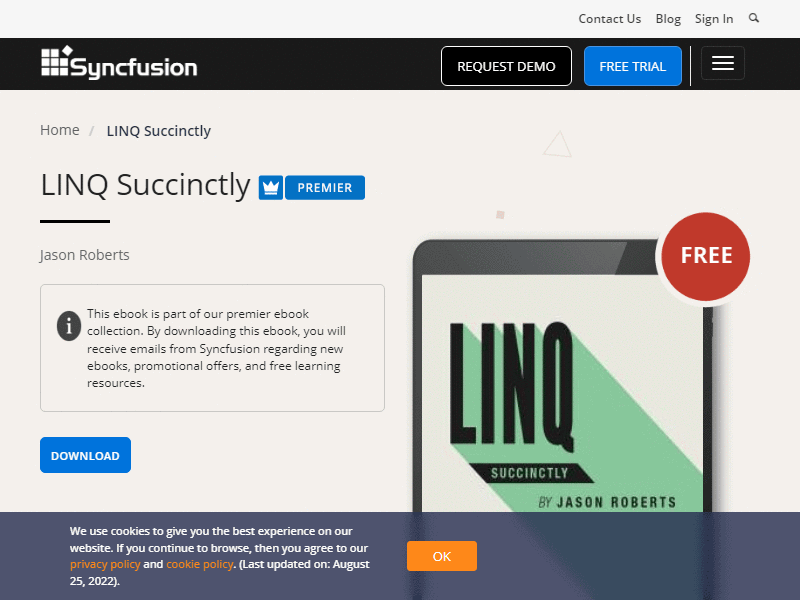 Contact Us Blog Sign In
Syncfusion
REQUEST DEMO
FREE TRIAL
Home / LINQ Succinctly
LINQ Succinctly
PREMIER
Jason Roberts
This ebook is part of our premier ebook
collection. By downloading this ebook, you will
receive emails from Syncfusion regarding new
ebooks, promotional offers, and free learning
resources.
DOWNLOAD
FREE
LINQ
SUCCINCTLY
BY JASON ROBERTS
We use cookies to give you the best experience on our
website. If you continue to browse, then you agree to our
privacy policy and cookie policy. (Last updated on: August
25, 2022).
OK